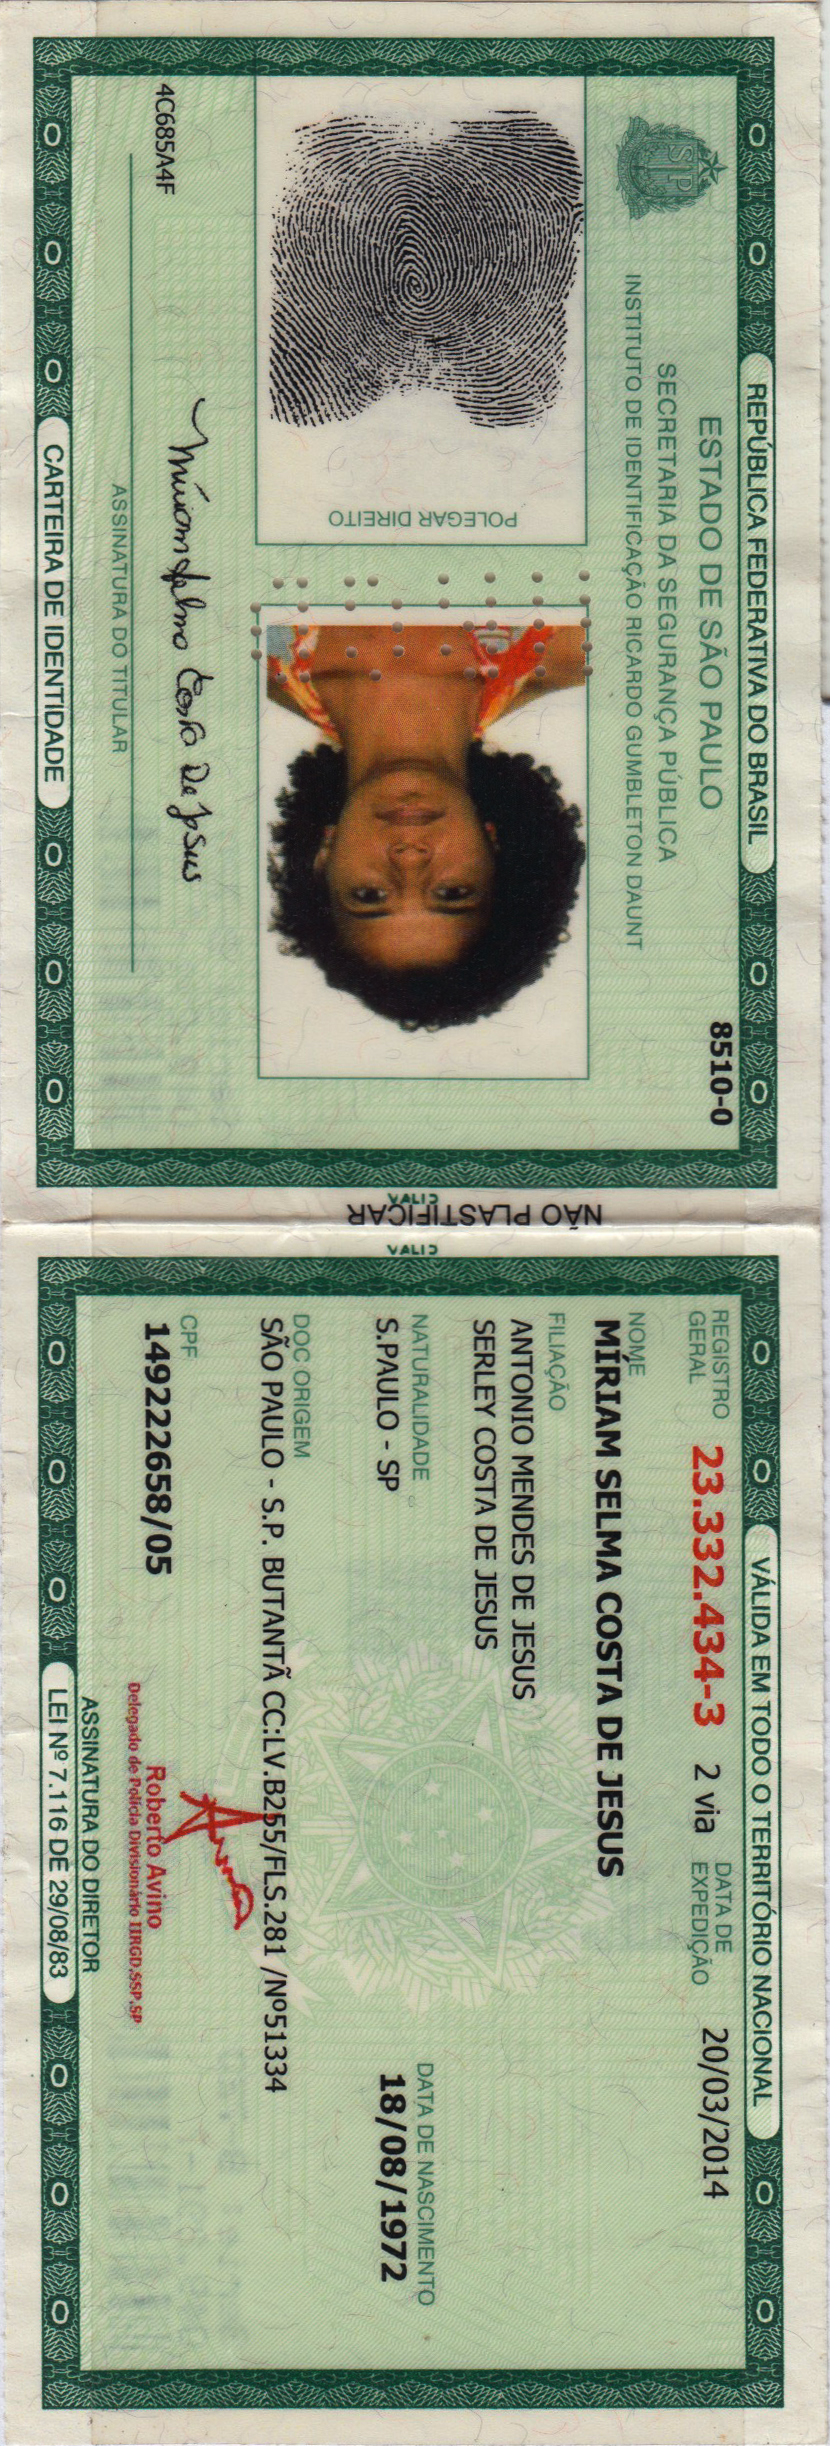 REPÚBLICA FEDERATIVA DO BRASIL
8510-0
ESTADO DE SÃO PAULO
SECRETARIA DA SEGURANÇA PÚBLICA
INSTITUTO DE IDENTIFICAÇÃO RICARDO GUMBLETON DAUNT
POLEGAR DIREITO
4C685A4F
Míriam Selma Costa De Jesus
ASSINATURA DO TITULAR
CARTEIRA DE IDENTIDADE
NÃO PLASTIFICAR
VÁLIDA EM TODO O TERRITÓRIO NACIONAL
REGISTRO GERAL 23.332.434-3 2 via DATA DE EXPEDIÇÃO 20/03/2014
NOME
MÍRIAM SELMA COSTA DE JESUS
FILIAÇÃO
ANTONIO MENDES DE JESUS
SERLEY COSTA DE JESUS
NATURALIDADE DATA DE NASCIMENTO
S.PAULO - SP 18/08/1972
DOC ORIGEM
SÃO PAULO - S.P. BUTANTÃ CC:LV.B255/FLS.281 /Nº51334
CPF
149222658/05
Roberto Avino
Delegado de Polícia Divisionário IIRGD.SSP.SP
ASSINATURA DO DIRETOR
LEI Nº 7.116 DE 29/08/83